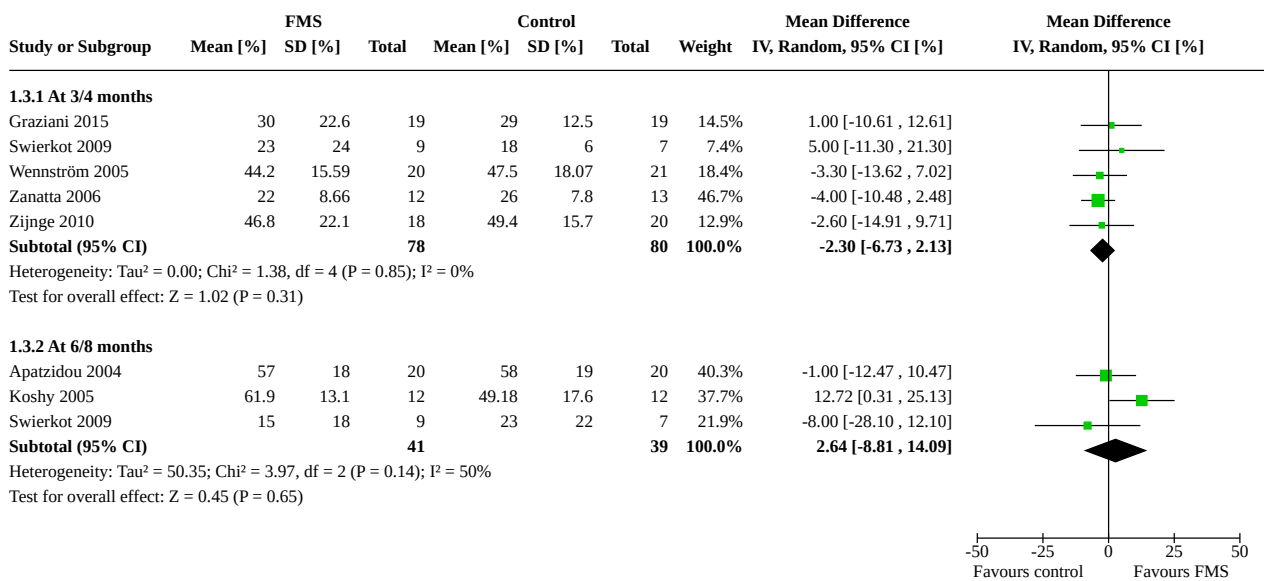 FMS Control Mean Difference Mean Difference
Study or Subgroup Mean [%] SD [%] Total Mean [%] SD [%] Total Weight IV, Random, 95% CI [%] IV, Random, 95% CI [%]
1.3.1 At 3/4 months
Graziani 2015 30 22.6 19 29 12.5 19 14.5% 1.00 [-10.61 , 12.61]
Swierkot 2009 23 24 9 18 6 7 7.4% 5.00 [-11.30 , 21.30]
Wennström 2005 44.2 15.59 20 47.5 18.07 21 18.4% -3.30 [-13.62 , 7.02]
Zanatta 2006 22 8.66 12 26 7.8 13 46.7% -4.00 [-10.48 , 2.48]
Zijnge 2010 46.8 22.1 18 49.4 15.7 20 12.9% -2.60 [-14.91 , 9.71]
Subtotal (95% CI) 78 80 100.0% -2.30 [-6.73 , 2.13]
Heterogeneity: Tau² = 0.00; Chi² = 1.38, df = 4 (P = 0.85); I² = 0%
Test for overall effect: Z = 1.02 (P = 0.31)
1.3.2 At 6/8 months
Apatzidou 2004 57 18 20 58 19 20 40.3% -1.00 [-12.47 , 10.47]
Koshy 2005 61.9 13.1 12 49.18 17.6 12 37.7% 12.72 [0.31 , 25.13]
Swierkot 2009 15 18 9 23 22 7 21.9% -8.00 [-28.10 , 12.10]
Subtotal (95% CI) 41 39 100.0% 2.64 [-8.81 , 14.09]
Heterogeneity: Tau² = 50.35; Chi² = 3.97, df = 2 (P = 0.14); I² = 50%
Test for overall effect: Z = 0.45 (P = 0.65)
-50 -25 0 25 50
Favours control Favours FMS